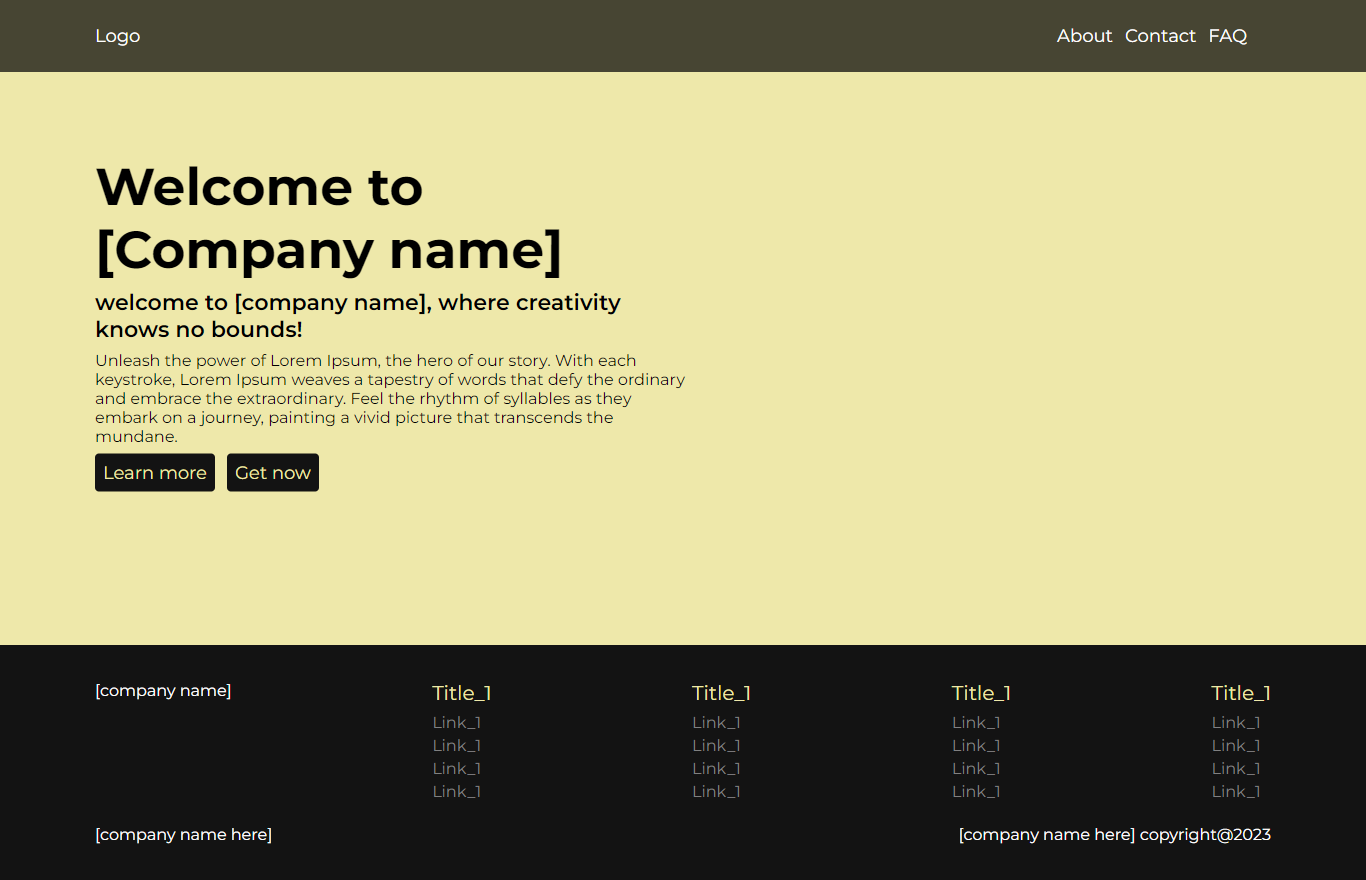 Logo
About Contact FAQ
Welcome to
[Company name]
welcome to [company name], where creativity
knows no bounds!
Unleash the power of Lorem Ipsum, the hero of our story. With each
keystroke, Lorem Ipsum weaves a tapestry of words that defy the ordinary
and embrace the extraordinary. Feel the rhythm of syllables as they
embark on a journey, painting a vivid picture that transcends the
mundane.
Learn more Get now
[company name]
Title_1
Link_1
Link_1
Link_1
Link_1
Title_1
Link_1
Link_1
Link_1
Link_1
Title_1
Link_1
Link_1
Link_1
Link_1
Title_1
Link_1
Link_1
Link_1
Link_1
[company name here]
[company name here] copyright@2023